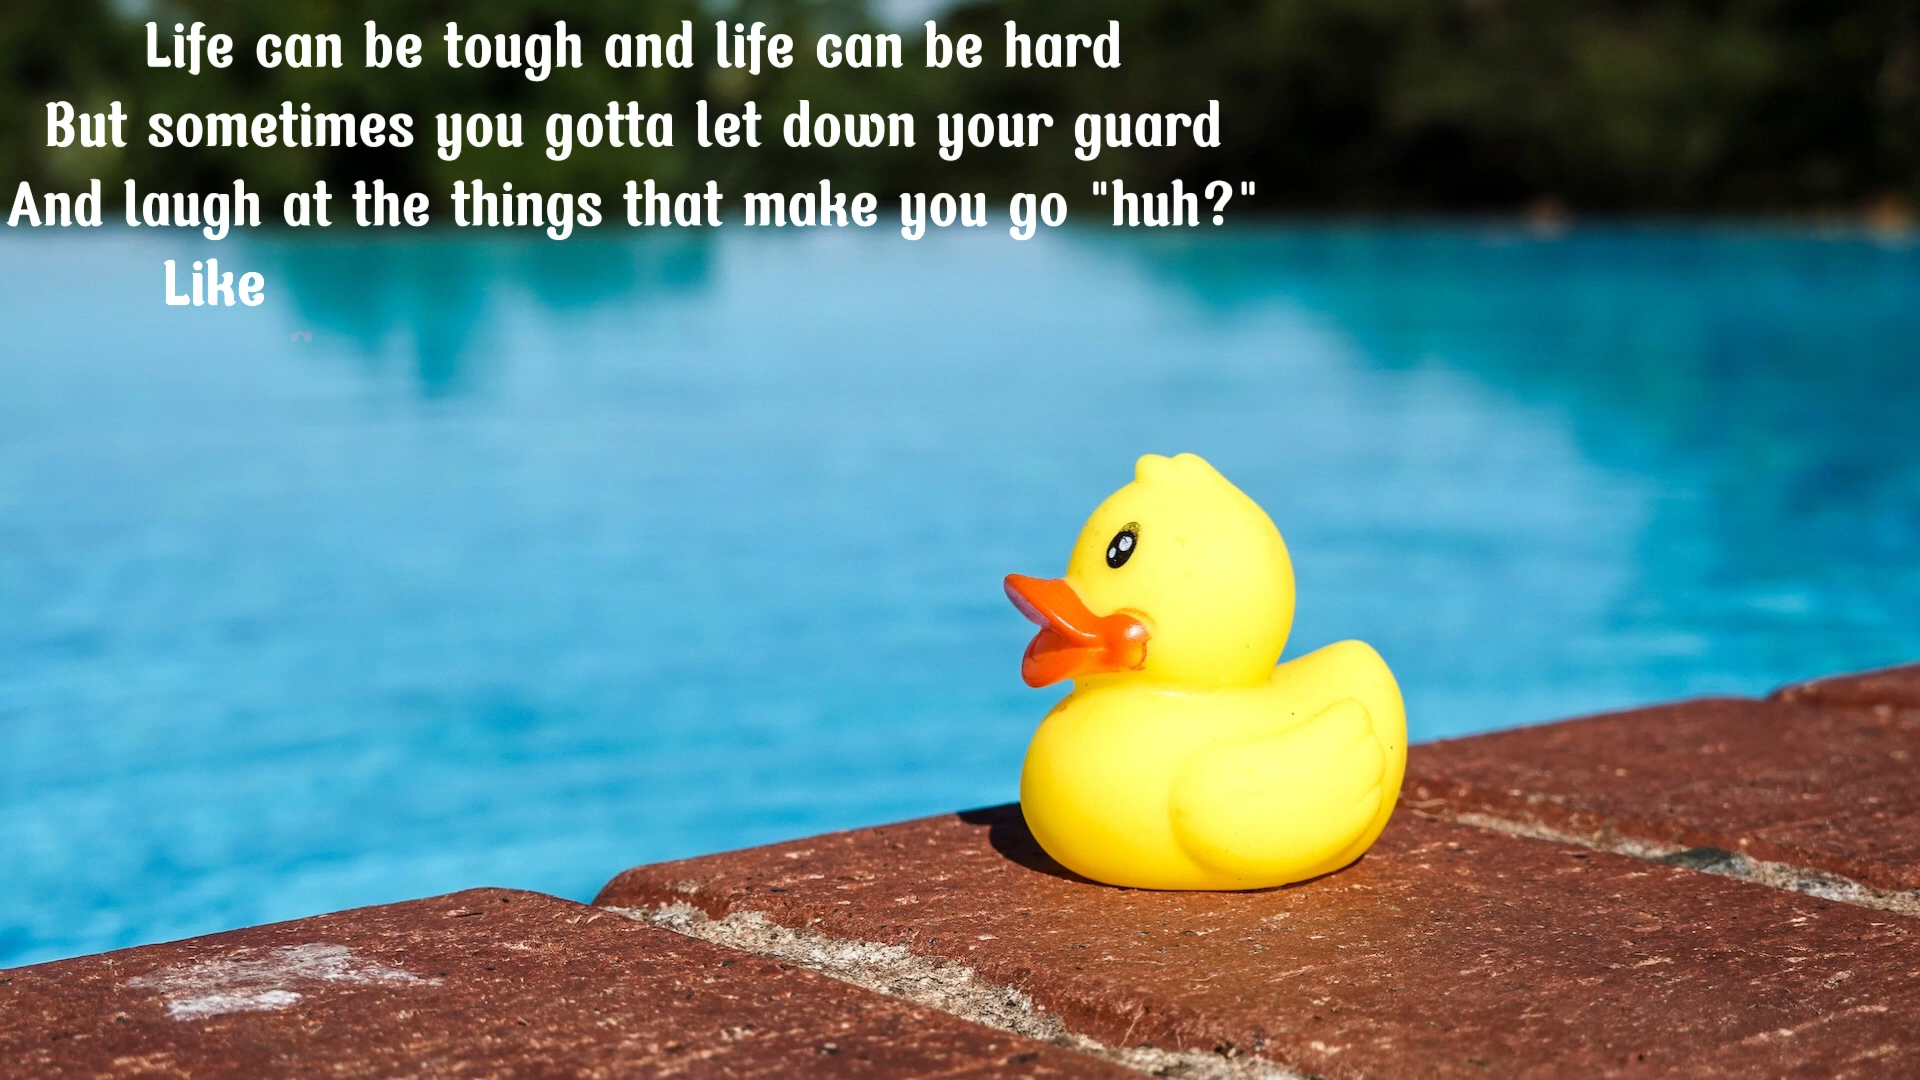 Life can be tough and life can be hard
But sometimes you gotta let down your guard
And laugh at the things that make you go "huh?"
Like